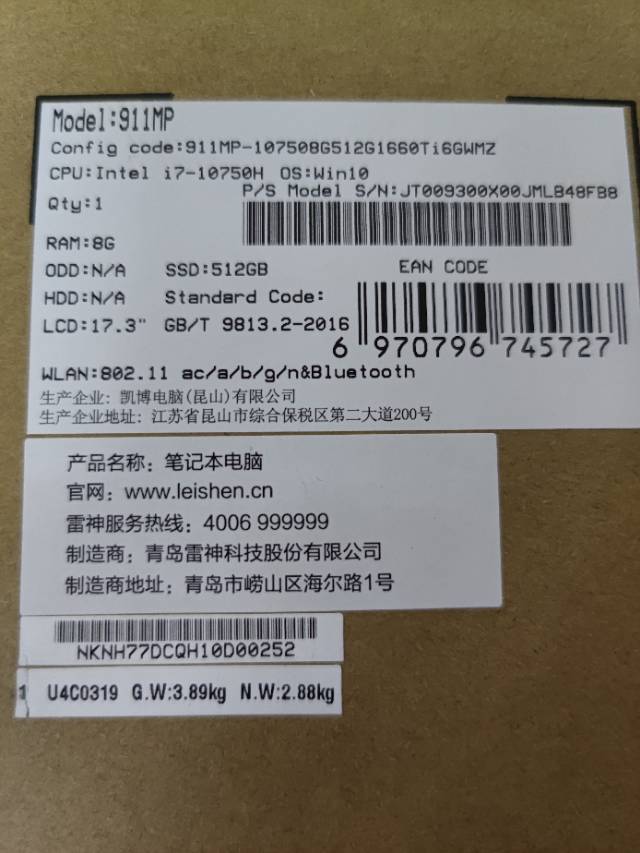 Model:911MP
Config code:911MP-107508G512G1660Ti6GWMZ
CPU:Intel i7-10750H OS:Win10
P/S Model S/N:JT009300X00JMLB48FB8
Qty:1
RAM:8G
ODD:N/A SSD:512GB EAN CODE
HDD:N/A Standard Code:
LCD:17.3" GB/T 9813.2-2016
6 970796 745727
WLAN:802.11 ac/a/b/g/n&Bluetooth
生产企业: 凯博电脑(昆山)有限公司
生产企业地址: 江苏省昆山市综合保税区第二大道200号
产品名称：笔记本电脑
官网：www.leishen.cn
雷神服务热线：4006 999999
制造商：青岛雷神科技股份有限公司
制造商地址：青岛市崂山区海尔路1号
NKNH77DCQH10D00252
1 U4C0319 G.W:3.89kg N.W:2.88kg